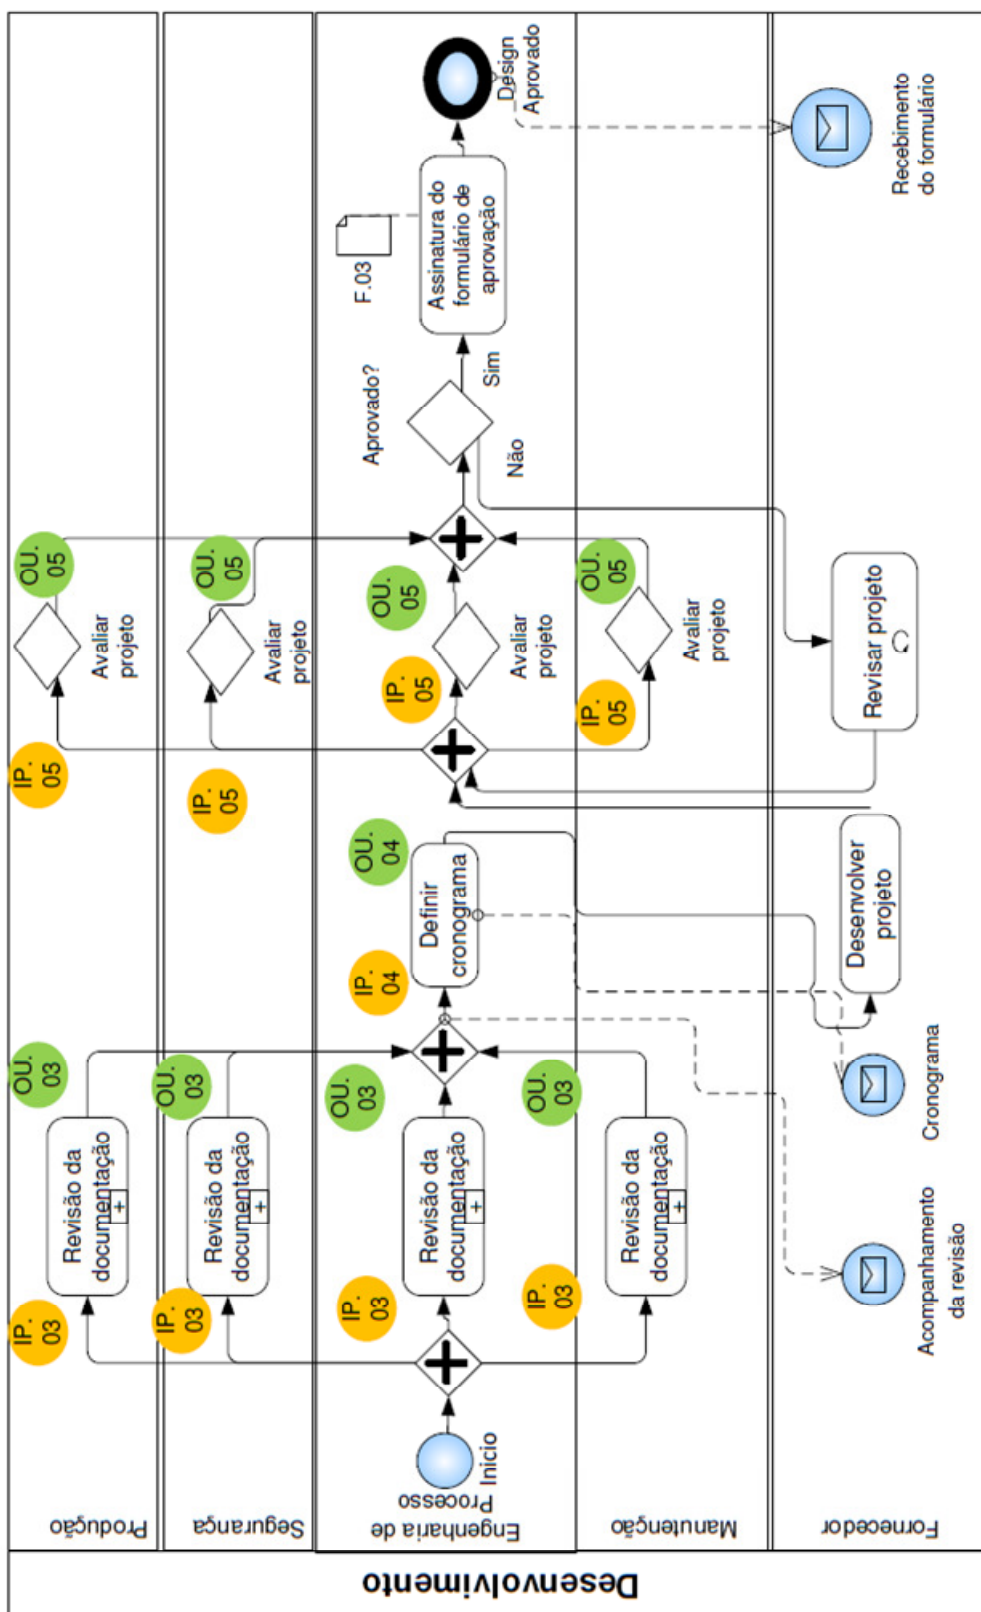 Desenvolvimento
Produção
IP.
03
Revisão da
documentação
OU.
03
IP.
05
Avaliar
projeto
OU.
05
Segurança
IP.
03
Revisão da
documentação
OU.
03
IP.
05
Avaliar
projeto
OU.
05
Engenharia de
Processo
Inicio
IP.
03
Revisão da
documentação
OU.
03
IP.
04
Definir
cronograma
OU.
04
IP.
05
Avaliar
projeto
OU.
05
Aprovado?
Sim
Não
F.03
Assinatura do
formulário de
aprovação
Design
Aprovado
Manutenção
IP.
03
Revisão da
documentação
OU.
03
IP.
05
Avaliar
projeto
OU.
05
Fornecedor
Acompanhamento
da revisão
Cronograma
Desenvolver
projeto
Revisar projeto
Recebimento
do formulário